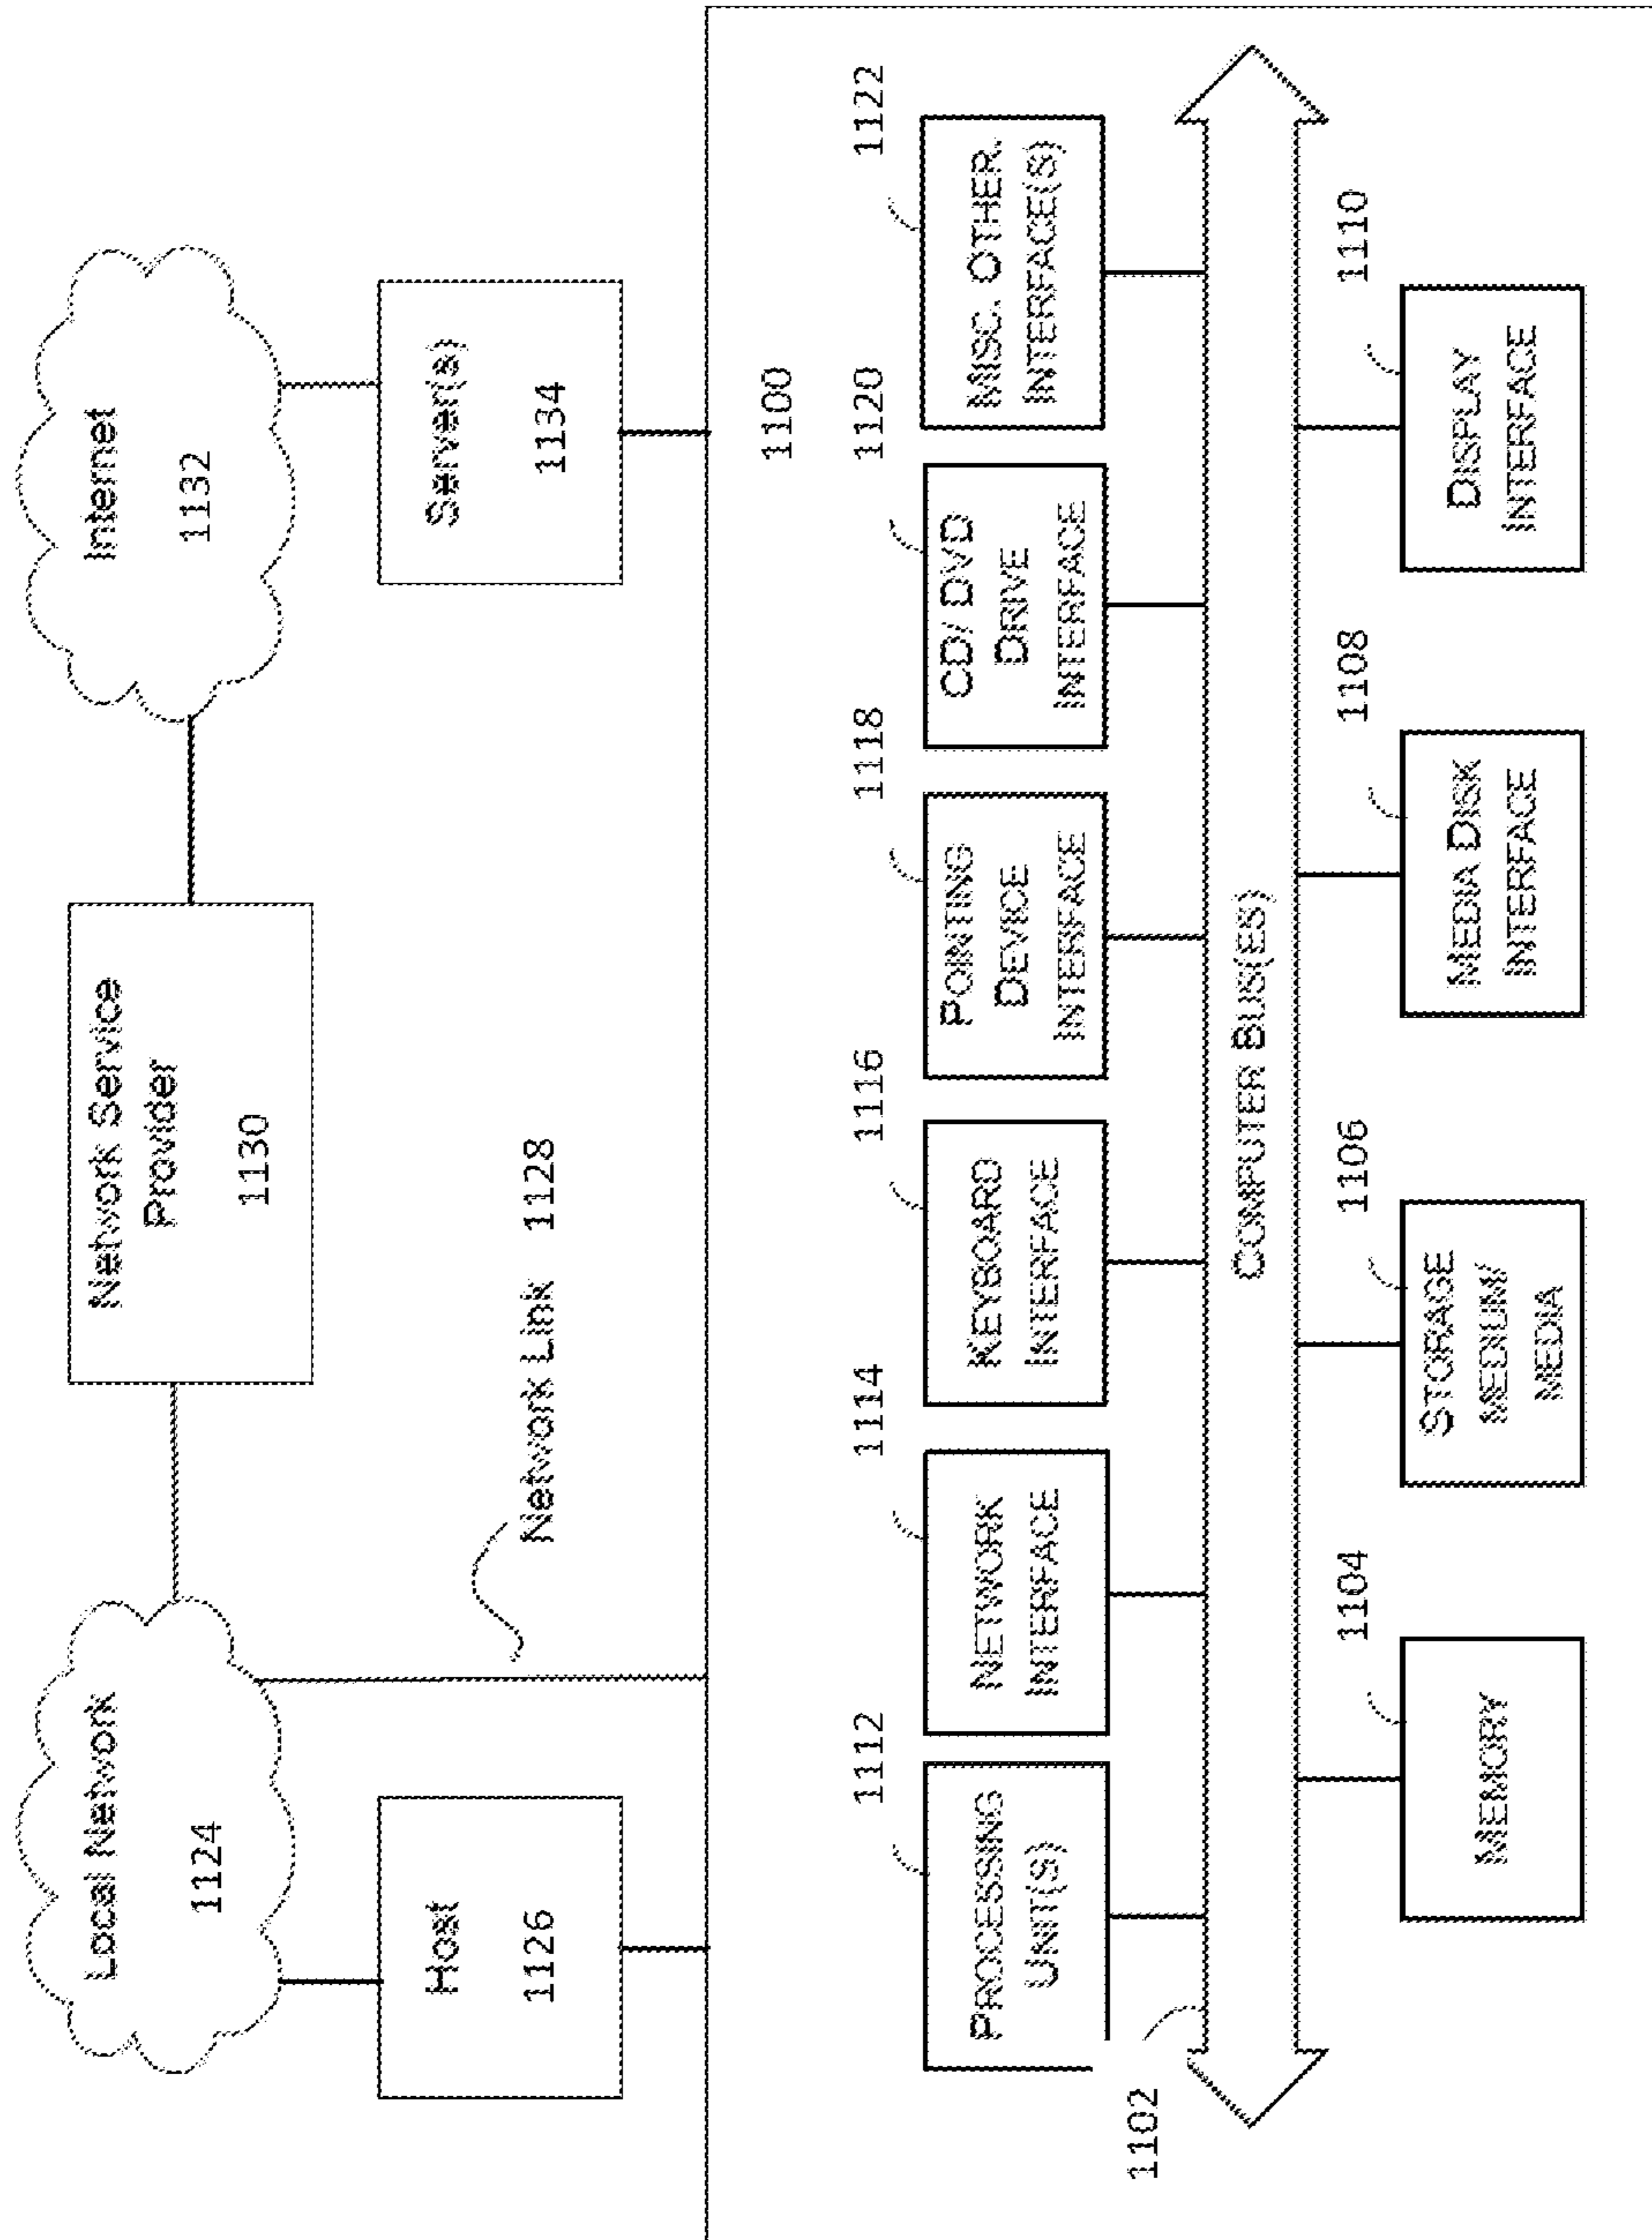 Local Network
1124
Network Service
Provider
1130
Internet
1132
Host
1126
Network Link 1128
Server(s)
1134
1100
1112
1114
1116
1118
1120
1122
PROCESSING
UNIT(S)
NETWORK
INTERFACE
KEYBOARD
INTERFACE
POINTING
DEVICE
INTERFACE
CD/ DVD
DRIVE
INTERFACE
MISC. OTHER.
INTERFACE(S)
1102
COMPUTER BUS(ES)
1104
1106
1108
1110
MEMORY
STORAGE
MEDIUM/
MEDIA
MEDIA DISK
INTERFACE
DISPLAY
INTERFACE